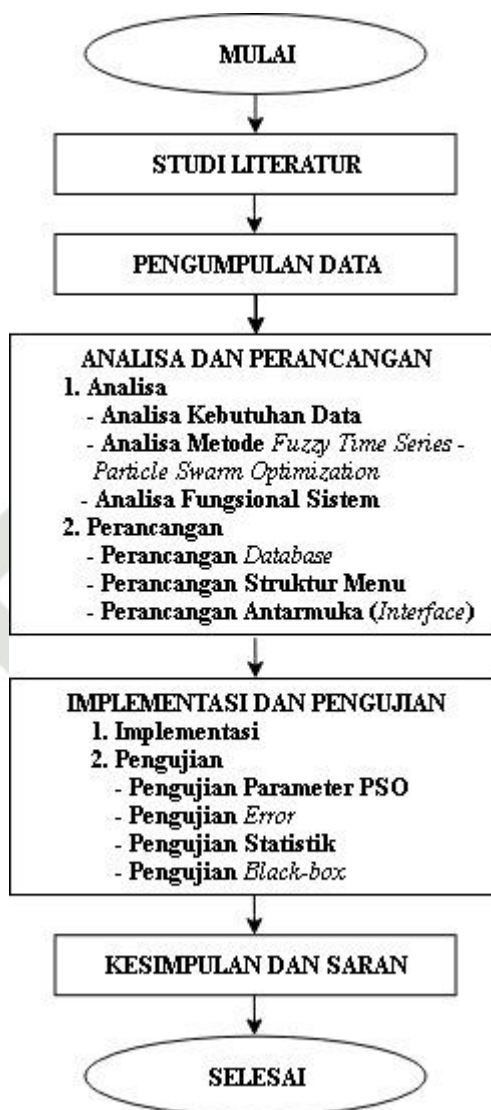 MULAI
STUDI LITERATUR
PENGUMPULAN DATA
ANALISA DAN PERANCANGAN
1. Analisa
- Analisa Kebutuhan Data
- Analisa Metode Fuzzy Time Series -
Particle Swarm Optimization
- Analisa Fungsional Sistem
2. Perancangan
- Perancangan Database
- Perancangan Struktur Menu
- Perancangan Antarmuka (Interface)
IMPLEMENTASI DAN PENGUJIAN
1. Implementasi
2. Pengujian
- Pengujian Parameter PSO
- Pengujian Error
- Pengujian Statistik
- Pengujian Black-box
KESIMPULAN DAN SARAN
SELESAI